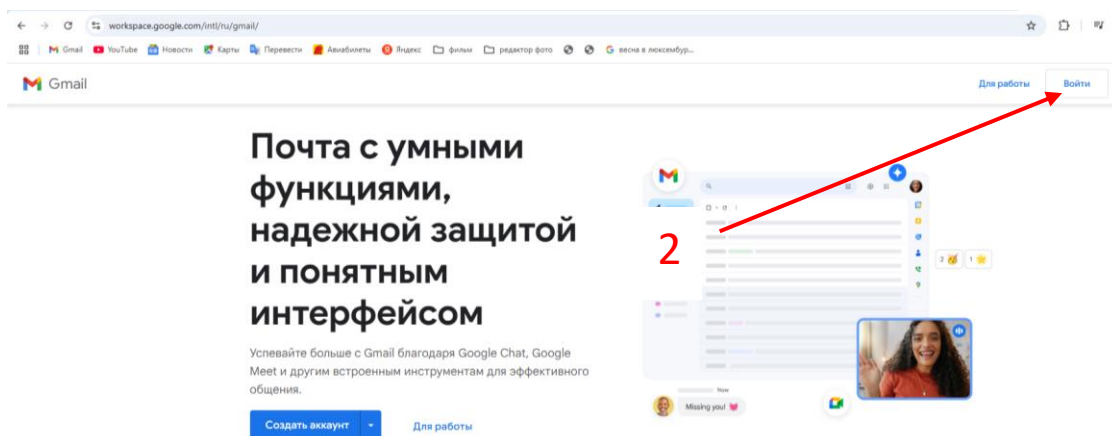 workspace.google.com/intl/ru/gmail/
Gmail YouTube Новости Карты Перевести Авиабилеты Яндекс фильм редактор фото весна в люксембур...
Gmail Для работы Войти
Почта с умными
функциями,
надежной защитой
и понятным
интерфейсом
2
2 1
Успевайте больше с Gmail благодаря Google Chat, Google
Meet и другим встроенным инструментам для эффективного
общения.
Now
Missing you!
Создать аккаунт Для работы